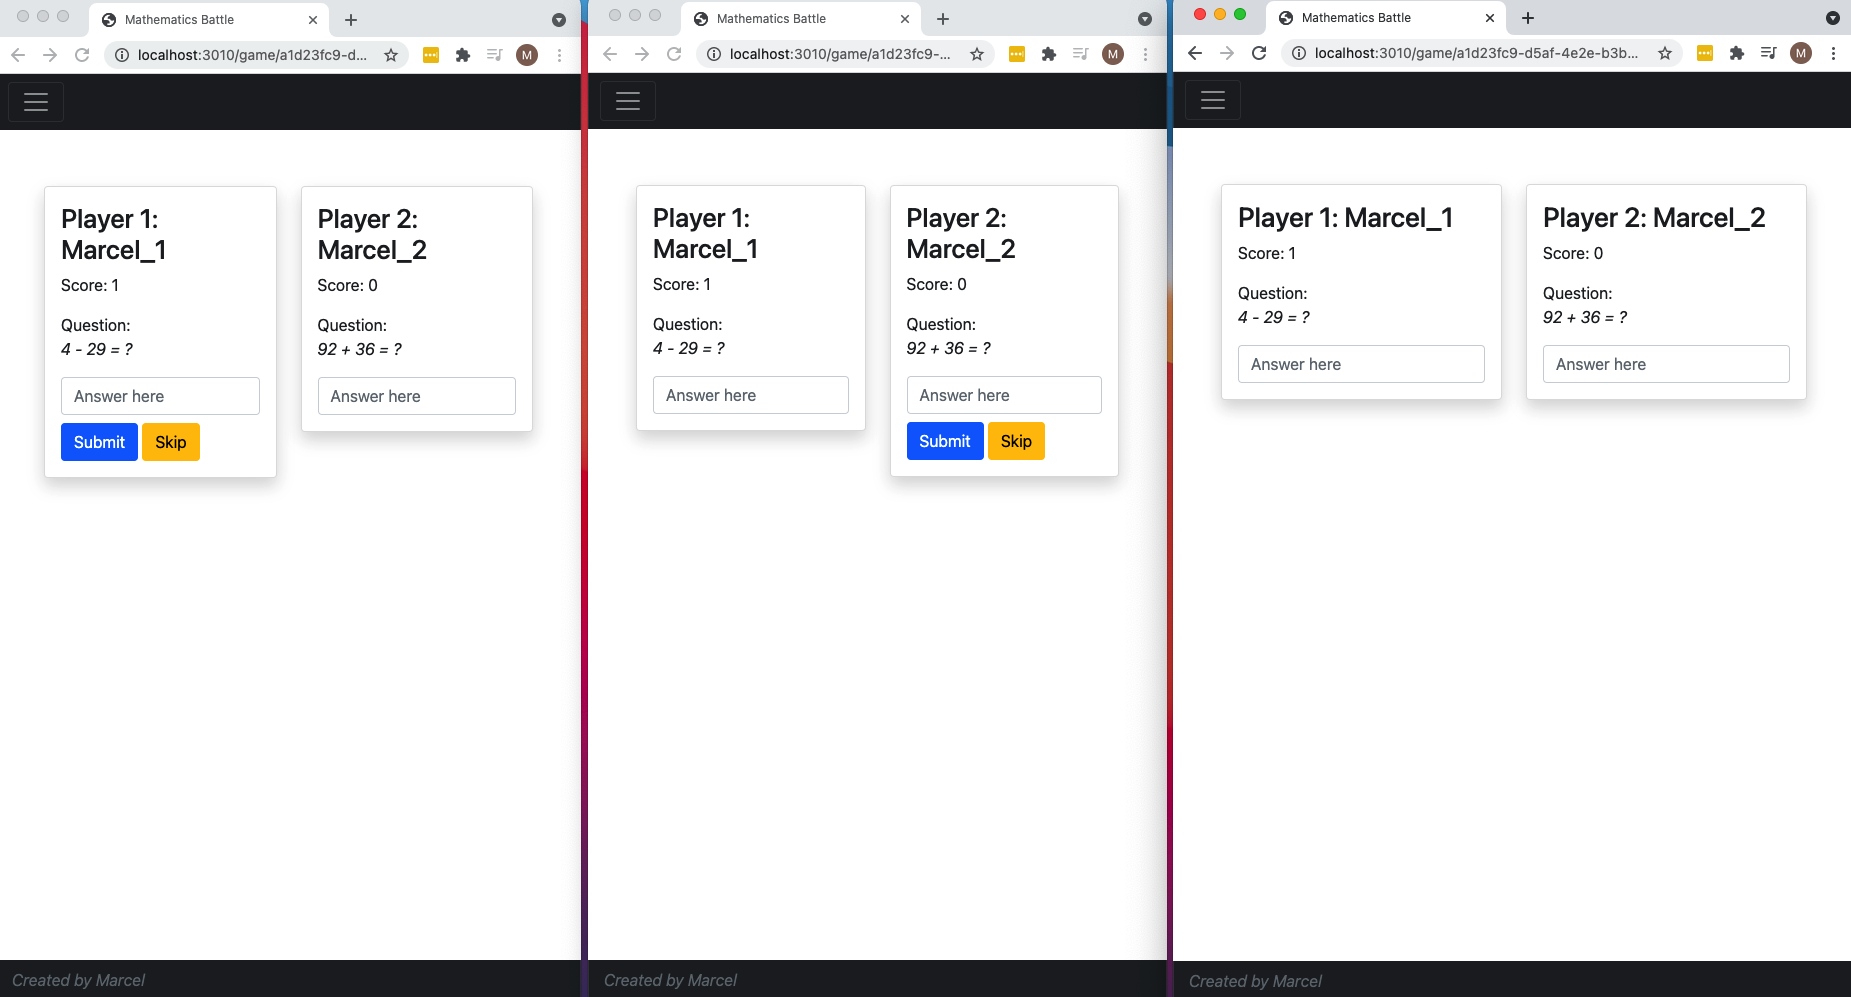 Mathematics Battle
localhost:3010/game/a1d23fc9-d...
M
Player 1:
Marcel_1
Score: 1
Question:
4 - 29 = ?
Answer here
Submit
Skip
Player 2:
Marcel_2
Score: 0
Question:
92 + 36 = ?
Answer here
Created by Marcel
Mathematics Battle
localhost:3010/game/a1d23fc9-...
M
Player 1:
Marcel_1
Score: 1
Question:
4 - 29 = ?
Answer here
Player 2:
Marcel_2
Score: 0
Question:
92 + 36 = ?
Answer here
Submit
Skip
Created by Marcel
Mathematics Battle
localhost:3010/game/a1d23fc9-d5af-4e2e-b3b...
M
Player 1: Marcel_1
Score: 1
Question:
4 - 29 = ?
Answer here
Player 2: Marcel_2
Score: 0
Question:
92 + 36 = ?
Answer here
Created by Marcel